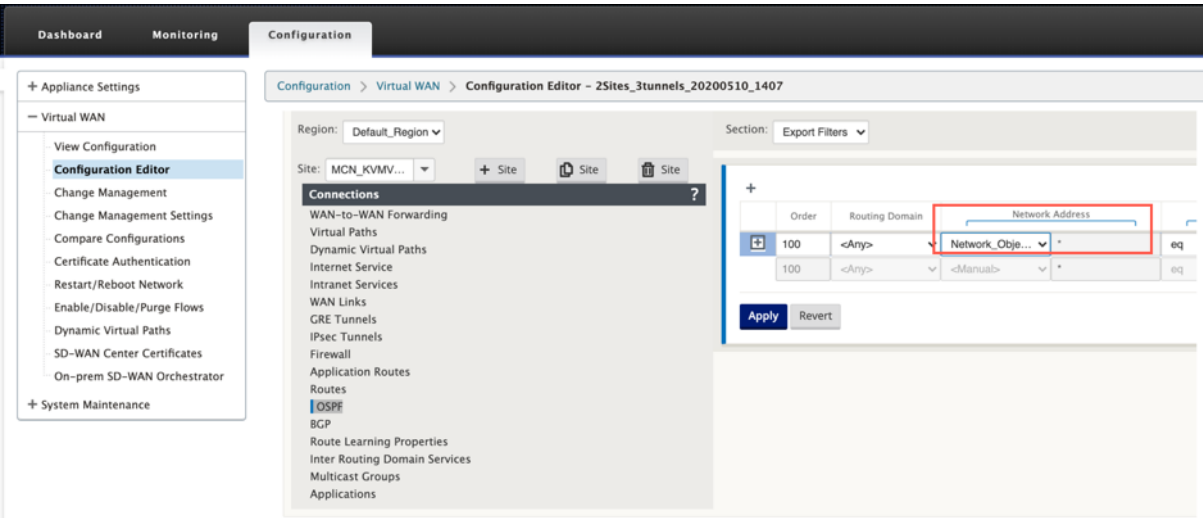 Dashboard Monitoring Configuration
+ Appliance Settings
− Virtual WAN
View Configuration
Configuration Editor
Change Management
Change Management Settings
Compare Configurations
Certificate Authentication
Restart/Reboot Network
Enable/Disable/Purge Flows
Dynamic Virtual Paths
SD-WAN Center Certificates
On-prem SD-WAN Orchestrator
+ System Maintenance
Configuration > Virtual WAN > Configuration Editor - 2Sites_3tunnels_20200510_1407
Region: Default_Region
Site: MCN_KVMV... + Site Site Site
Connections ?
WAN-to-WAN Forwarding
Virtual Paths
Dynamic Virtual Paths
Internet Service
Intranet Services
WAN Links
GRE Tunnels
IPsec Tunnels
Firewall
Application Routes
Routes
OSPF
BGP
Route Learning Properties
Inter Routing Domain Services
Multicast Groups
Applications
Section: Export Filters
+
Order Routing Domain Network Address
+ 100 <Any> Network_Obje... * eq
100 <Any> <Manual> * eq
Apply Revert